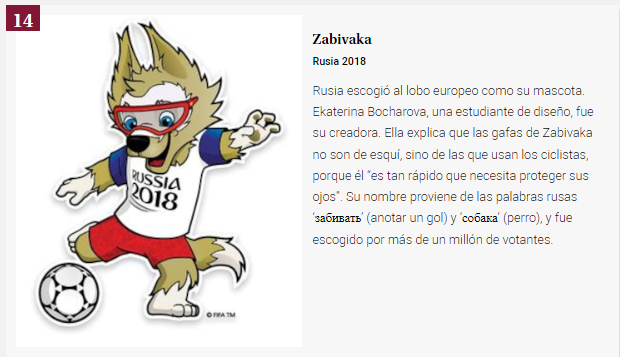 14
Zabivaka
Rusia 2018
Rusia escogió al lobo europeo como su mascota.
Ekaterina Bocharova, una estudiante de diseño, fue
su creadora. Ella explica que las gafas de Zabivaka
no son de esquí, sino de las que usan los ciclistas,
porque él “es tan rápido que necesita proteger sus
ojos”. Su nombre proviene de las palabras rusas
‘забивать’ (anotar un gol) y ‘собака’ (perro), y fue
escogido por más de un millón de votantes.
RUSSIA
2018
© FIFA TM